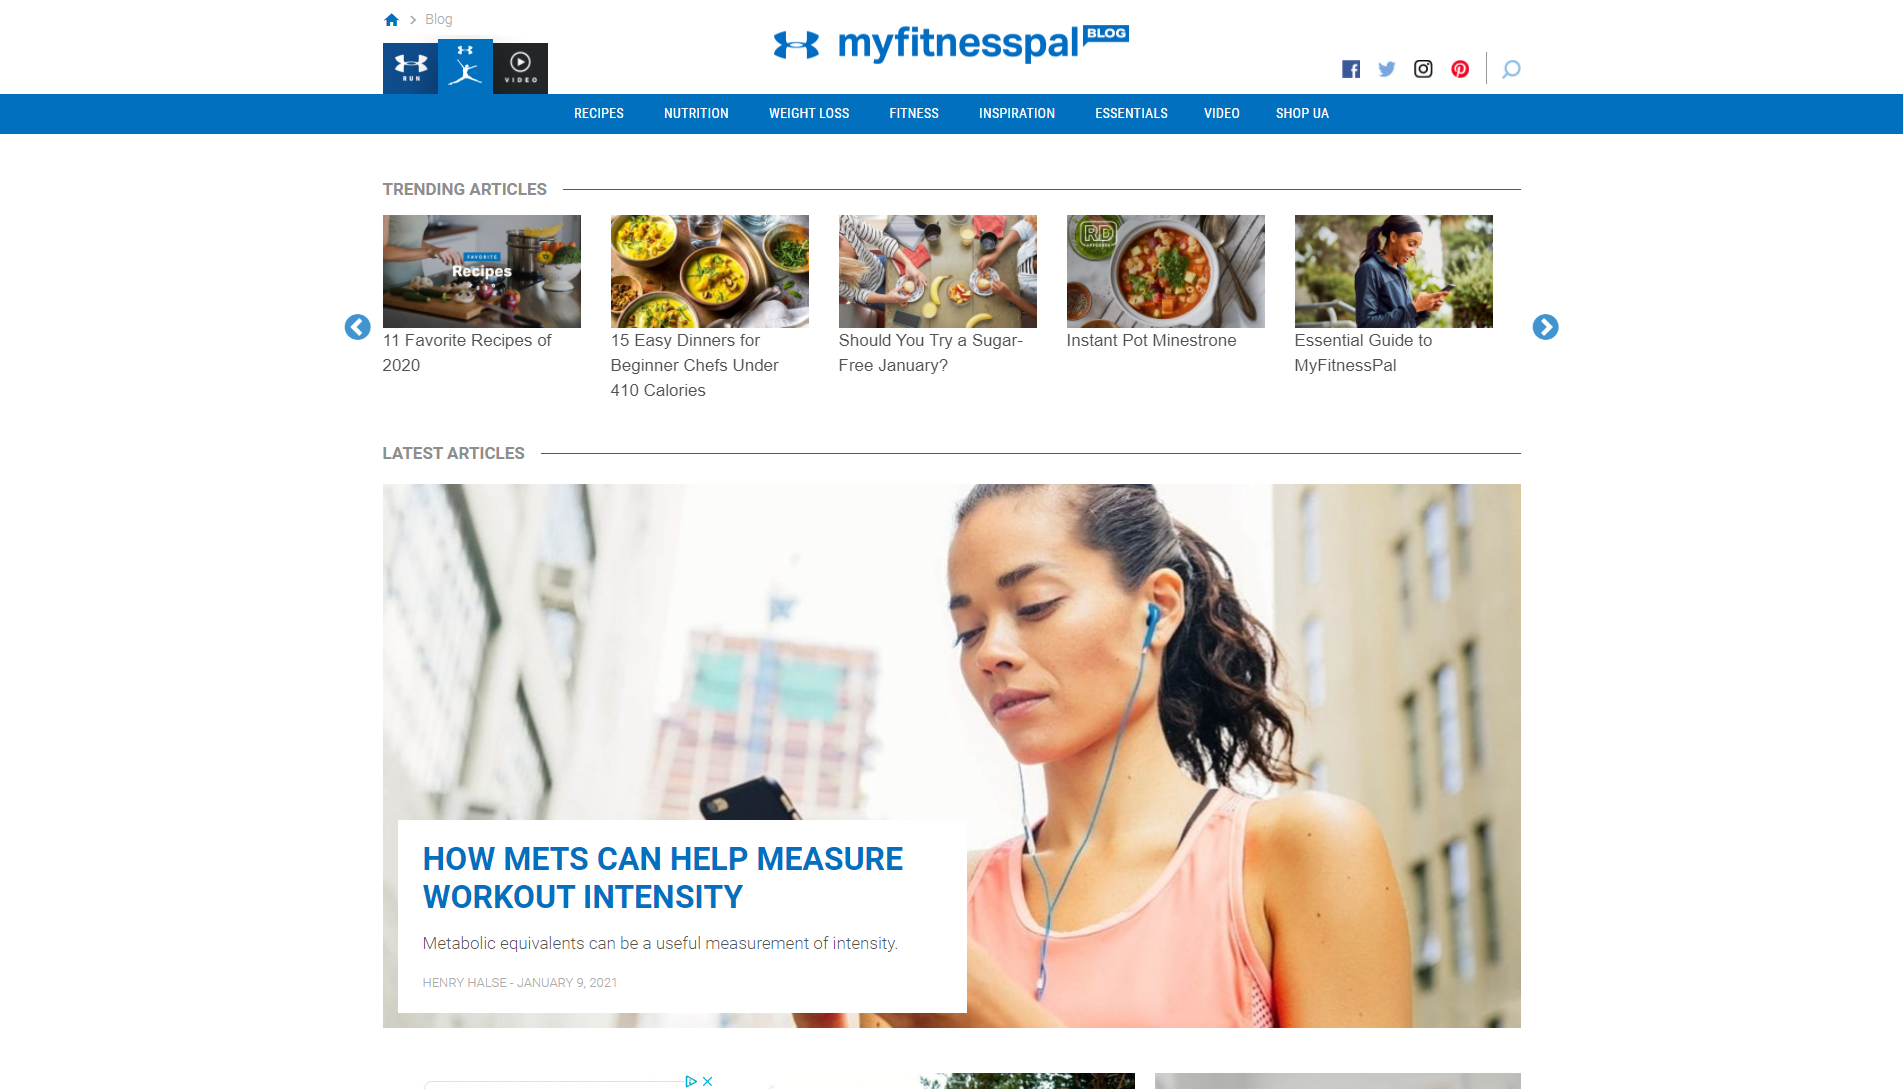 Blog
myfitnesspal BLOG
RUN
VIDEO
RECIPES NUTRITION WEIGHT LOSS FITNESS INSPIRATION ESSENTIALS VIDEO SHOP UA
TRENDING ARTICLES
FAVORITE
Recipes
RD
APPROVED
11 Favorite Recipes of
2020
15 Easy Dinners for
Beginner Chefs Under
410 Calories
Should You Try a Sugar-
Free January?
Instant Pot Minestrone
Essential Guide to
MyFitnessPal
LATEST ARTICLES
HOW METS CAN HELP MEASURE
WORKOUT INTENSITY
Metabolic equivalents can be a useful measurement of intensity.
HENRY HALSE - JANUARY 9, 2021